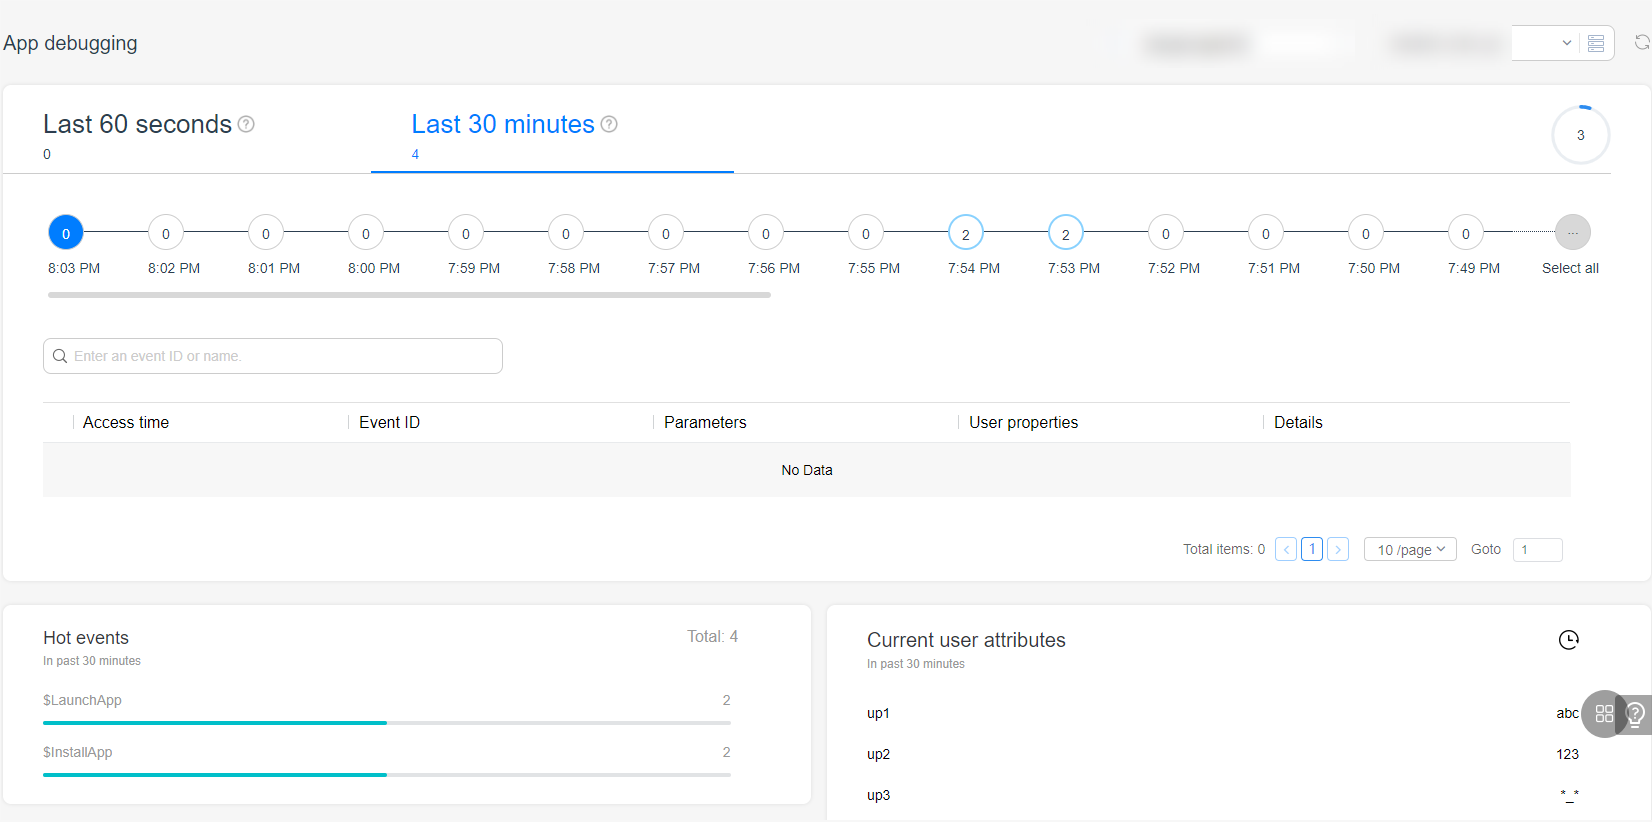 App debugging
Last 60 seconds ?
0
Last 30 minutes ?
4
3
0 0 0 0 0 0 0 0 0 2 2 0 0 0 0 ...
8:03 PM 8:02 PM 8:01 PM 8:00 PM 7:59 PM 7:58 PM 7:57 PM 7:56 PM 7:55 PM 7:54 PM 7:53 PM 7:52 PM 7:51 PM 7:50 PM 7:49 PM Select all
Enter an event ID or name.
Access time Event ID Parameters User properties Details
No Data
Total items: 0 < 1 > 10 /page Goto 1
Hot events Total: 4
In past 30 minutes
$LaunchApp 2
$InstallApp 2
Current user attributes
In past 30 minutes
up1 abc
up2 123
up3 *_*
?